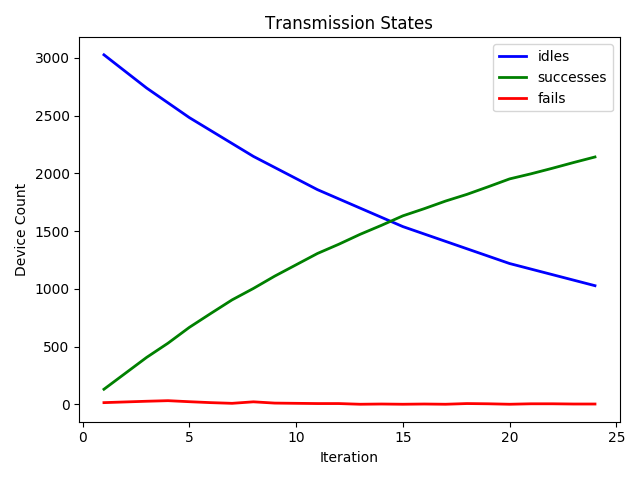 Transmission States
idles
successes
fails
Device Count
3000
2500
2000
1500
1000
500
0
0 5 10 15 20 25
Iteration